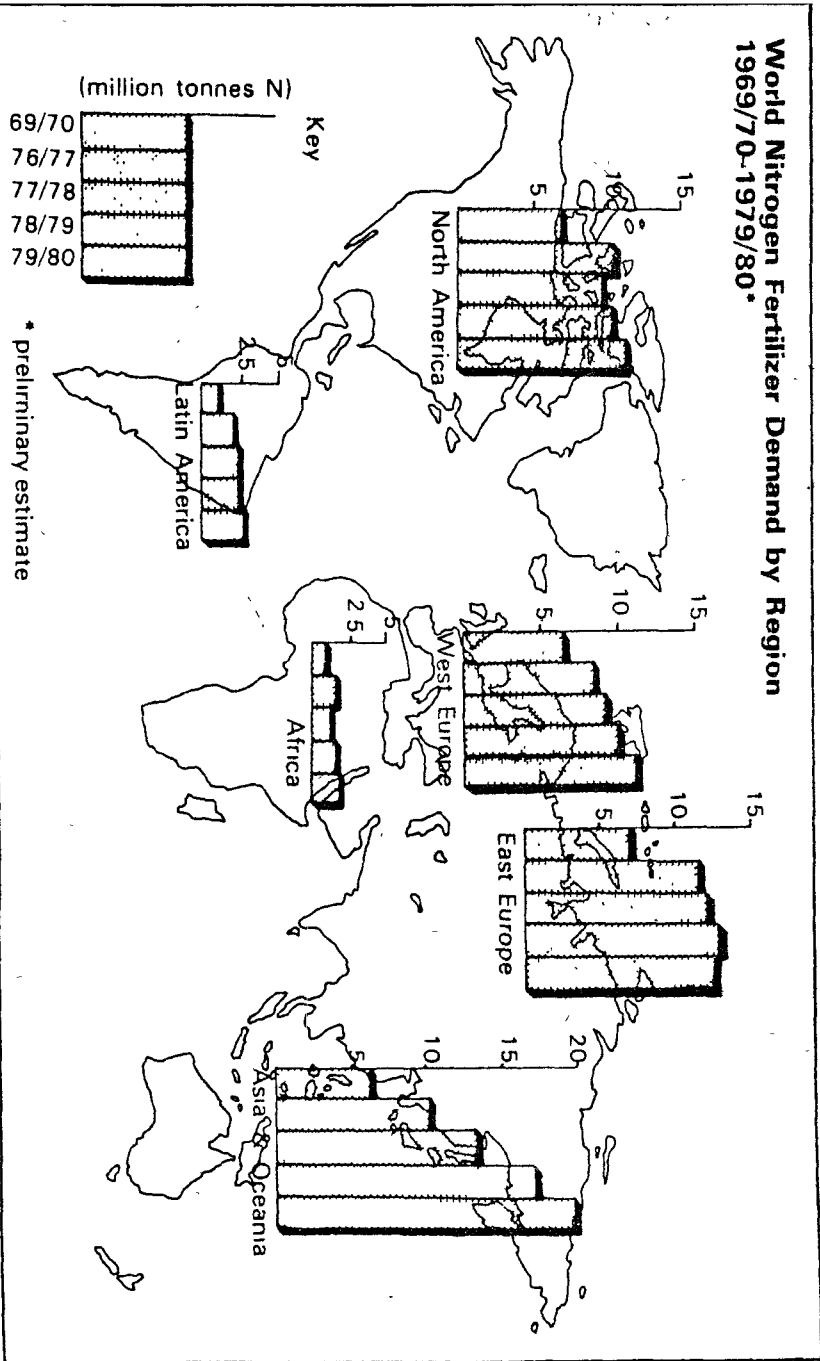 World Nitrogen Fertilizer Demand by Region
1969/70-1979/80*
15
10
5
North America
15
10
5
West Europe
15
10
5
East Europe
20
15
10
5
Asia & Oceania
5
2.5
Latin America
5
2.5
Africa
Key
(million tonnes N)
69/70
76/77
77/78
78/79
79/80
* preliminary estimate